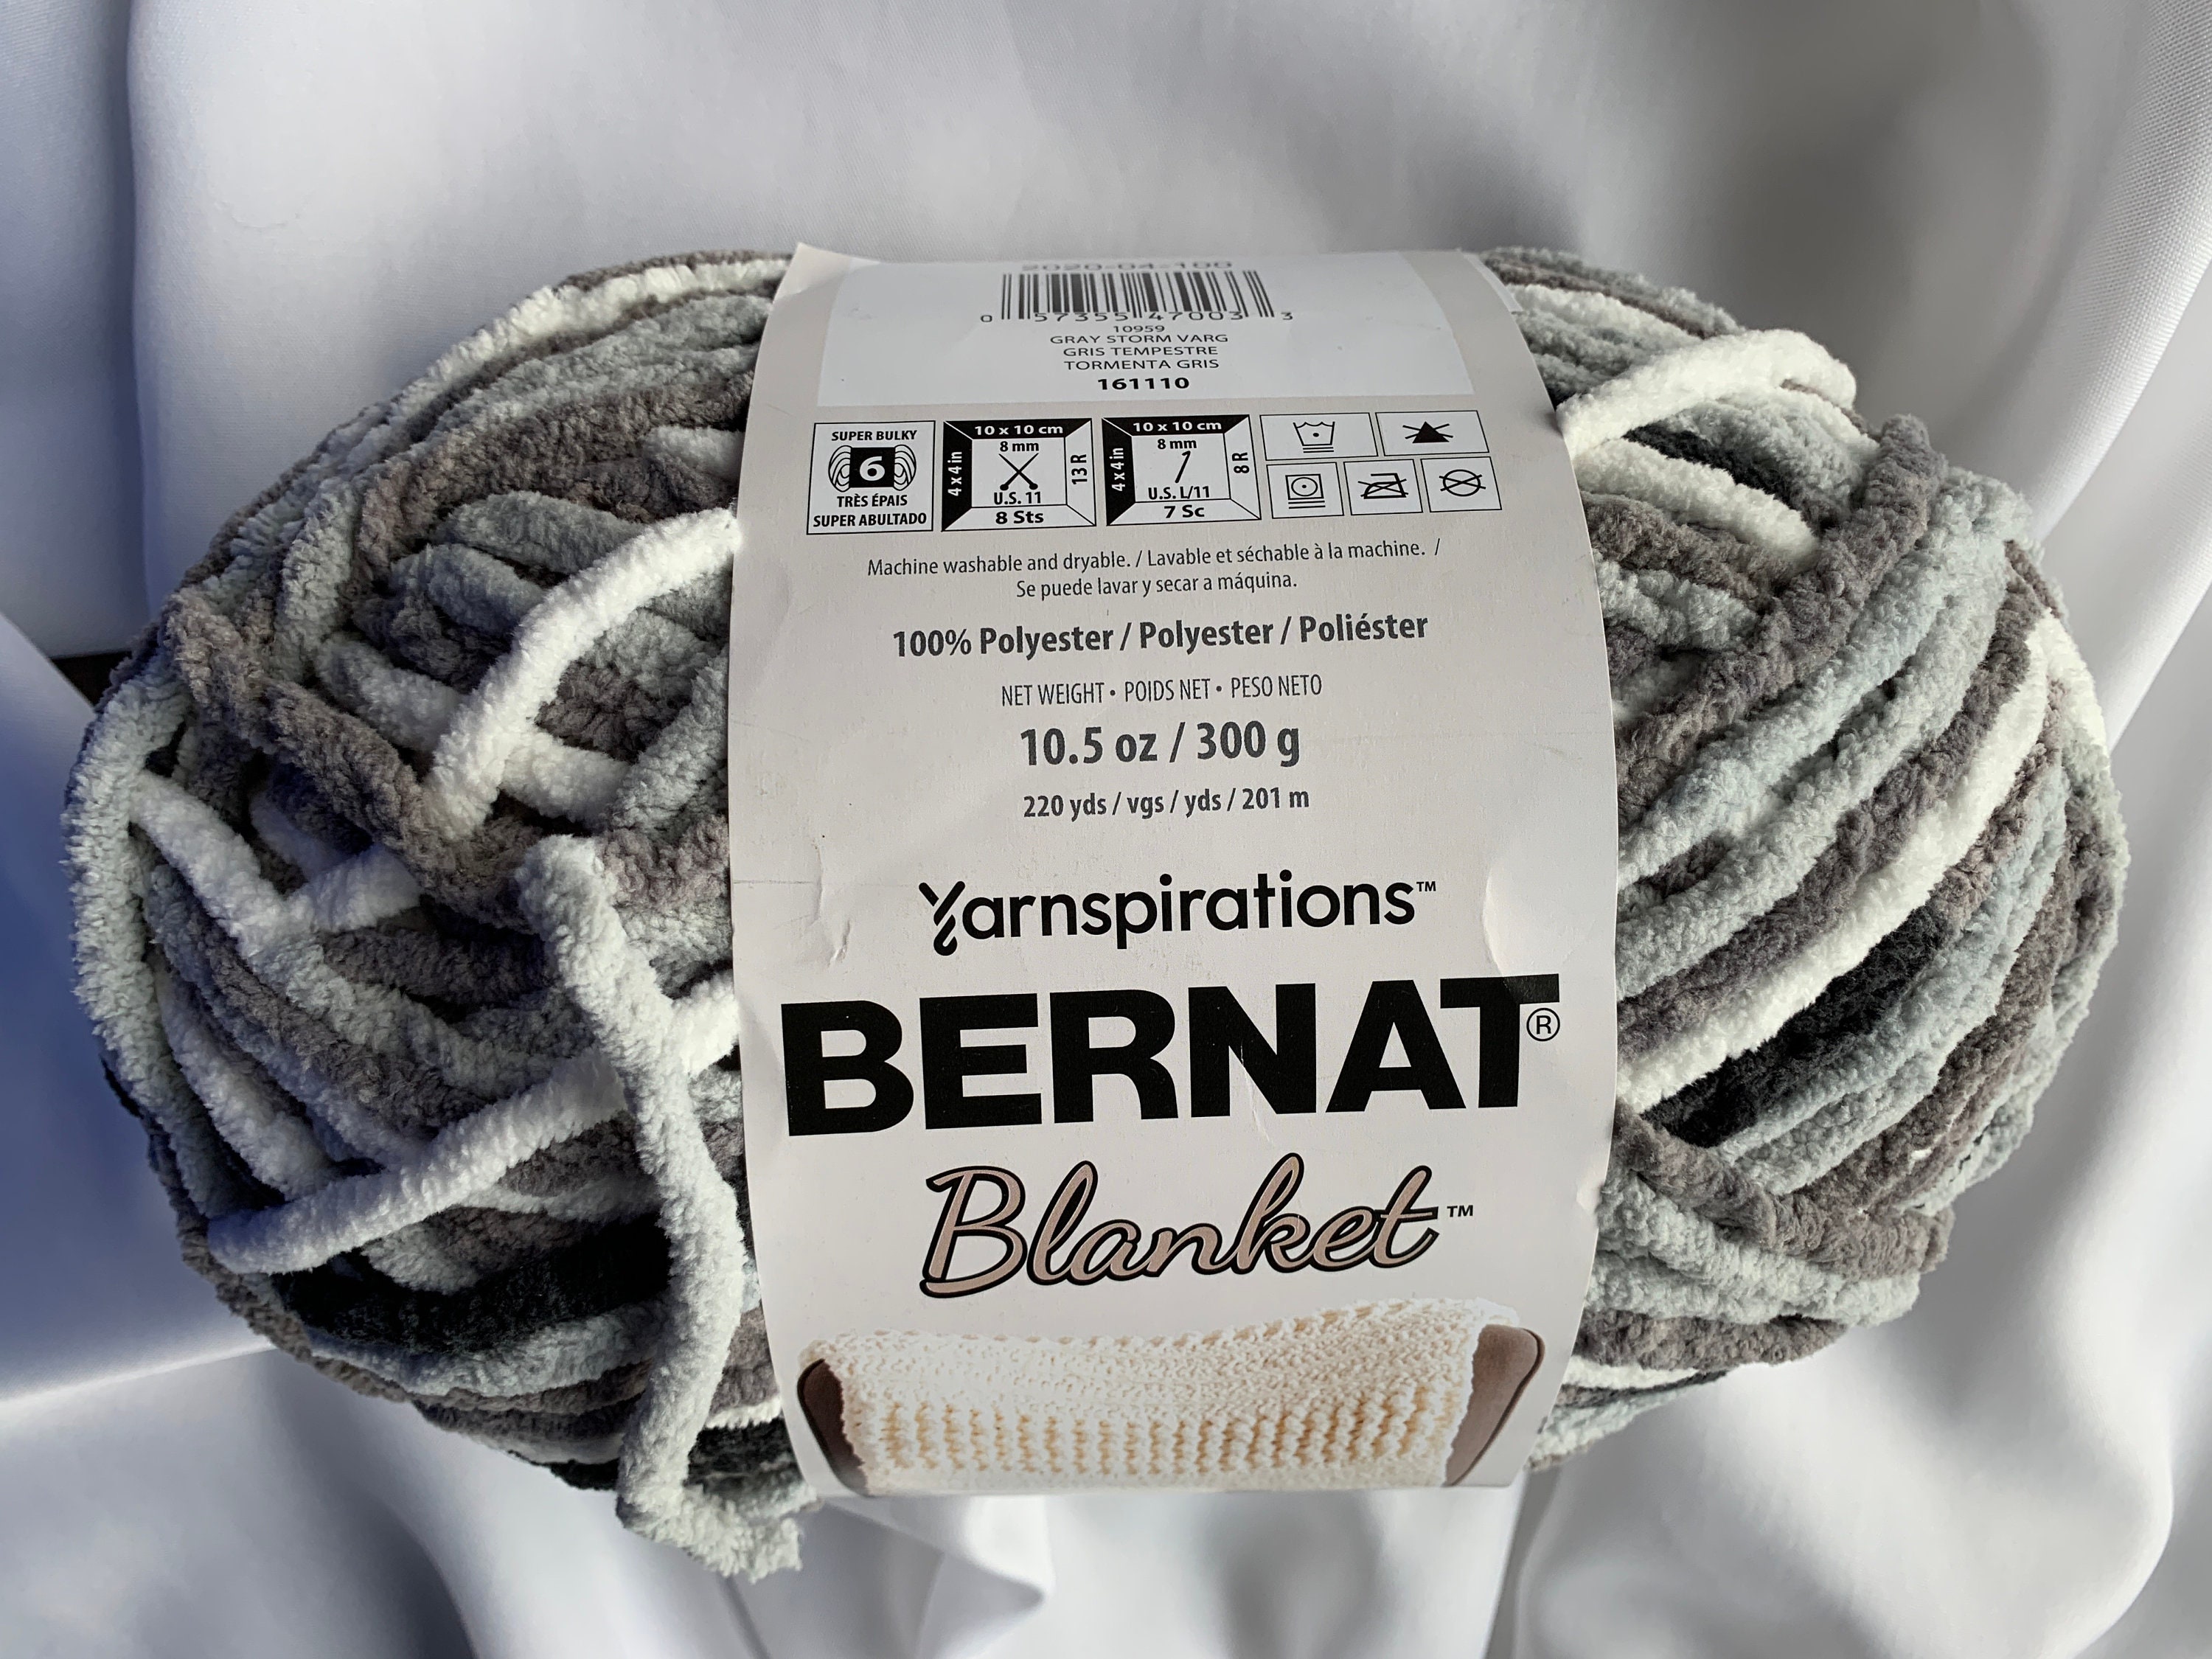 2020-04-100
0 57355 47003 3
10959
GRAY STORM VARG
GRIS TEMPESTRE
TORMENTA GRIS
161110
SUPER BULKY
6
TRÈS ÉPAIS
SUPER ABULTADO
10 x 10 cm
4 x 4 in
8 mm
13 R
U.S. 11
8 Sts
10 x 10 cm
4 x 4 in
8 mm
8 R
U.S. L/11
7 Sc
Machine washable and dryable. / Lavable et séchable à la machine. /
Se puede lavar y secar a máquina.
100% Polyester / Polyester / Poliéster
NET WEIGHT • POIDS NET • PESO NETO
10.5 oz / 300 g
220 yds / vgs / yds / 201 m
Yarnspirations™
BERNAT®
Blanket™